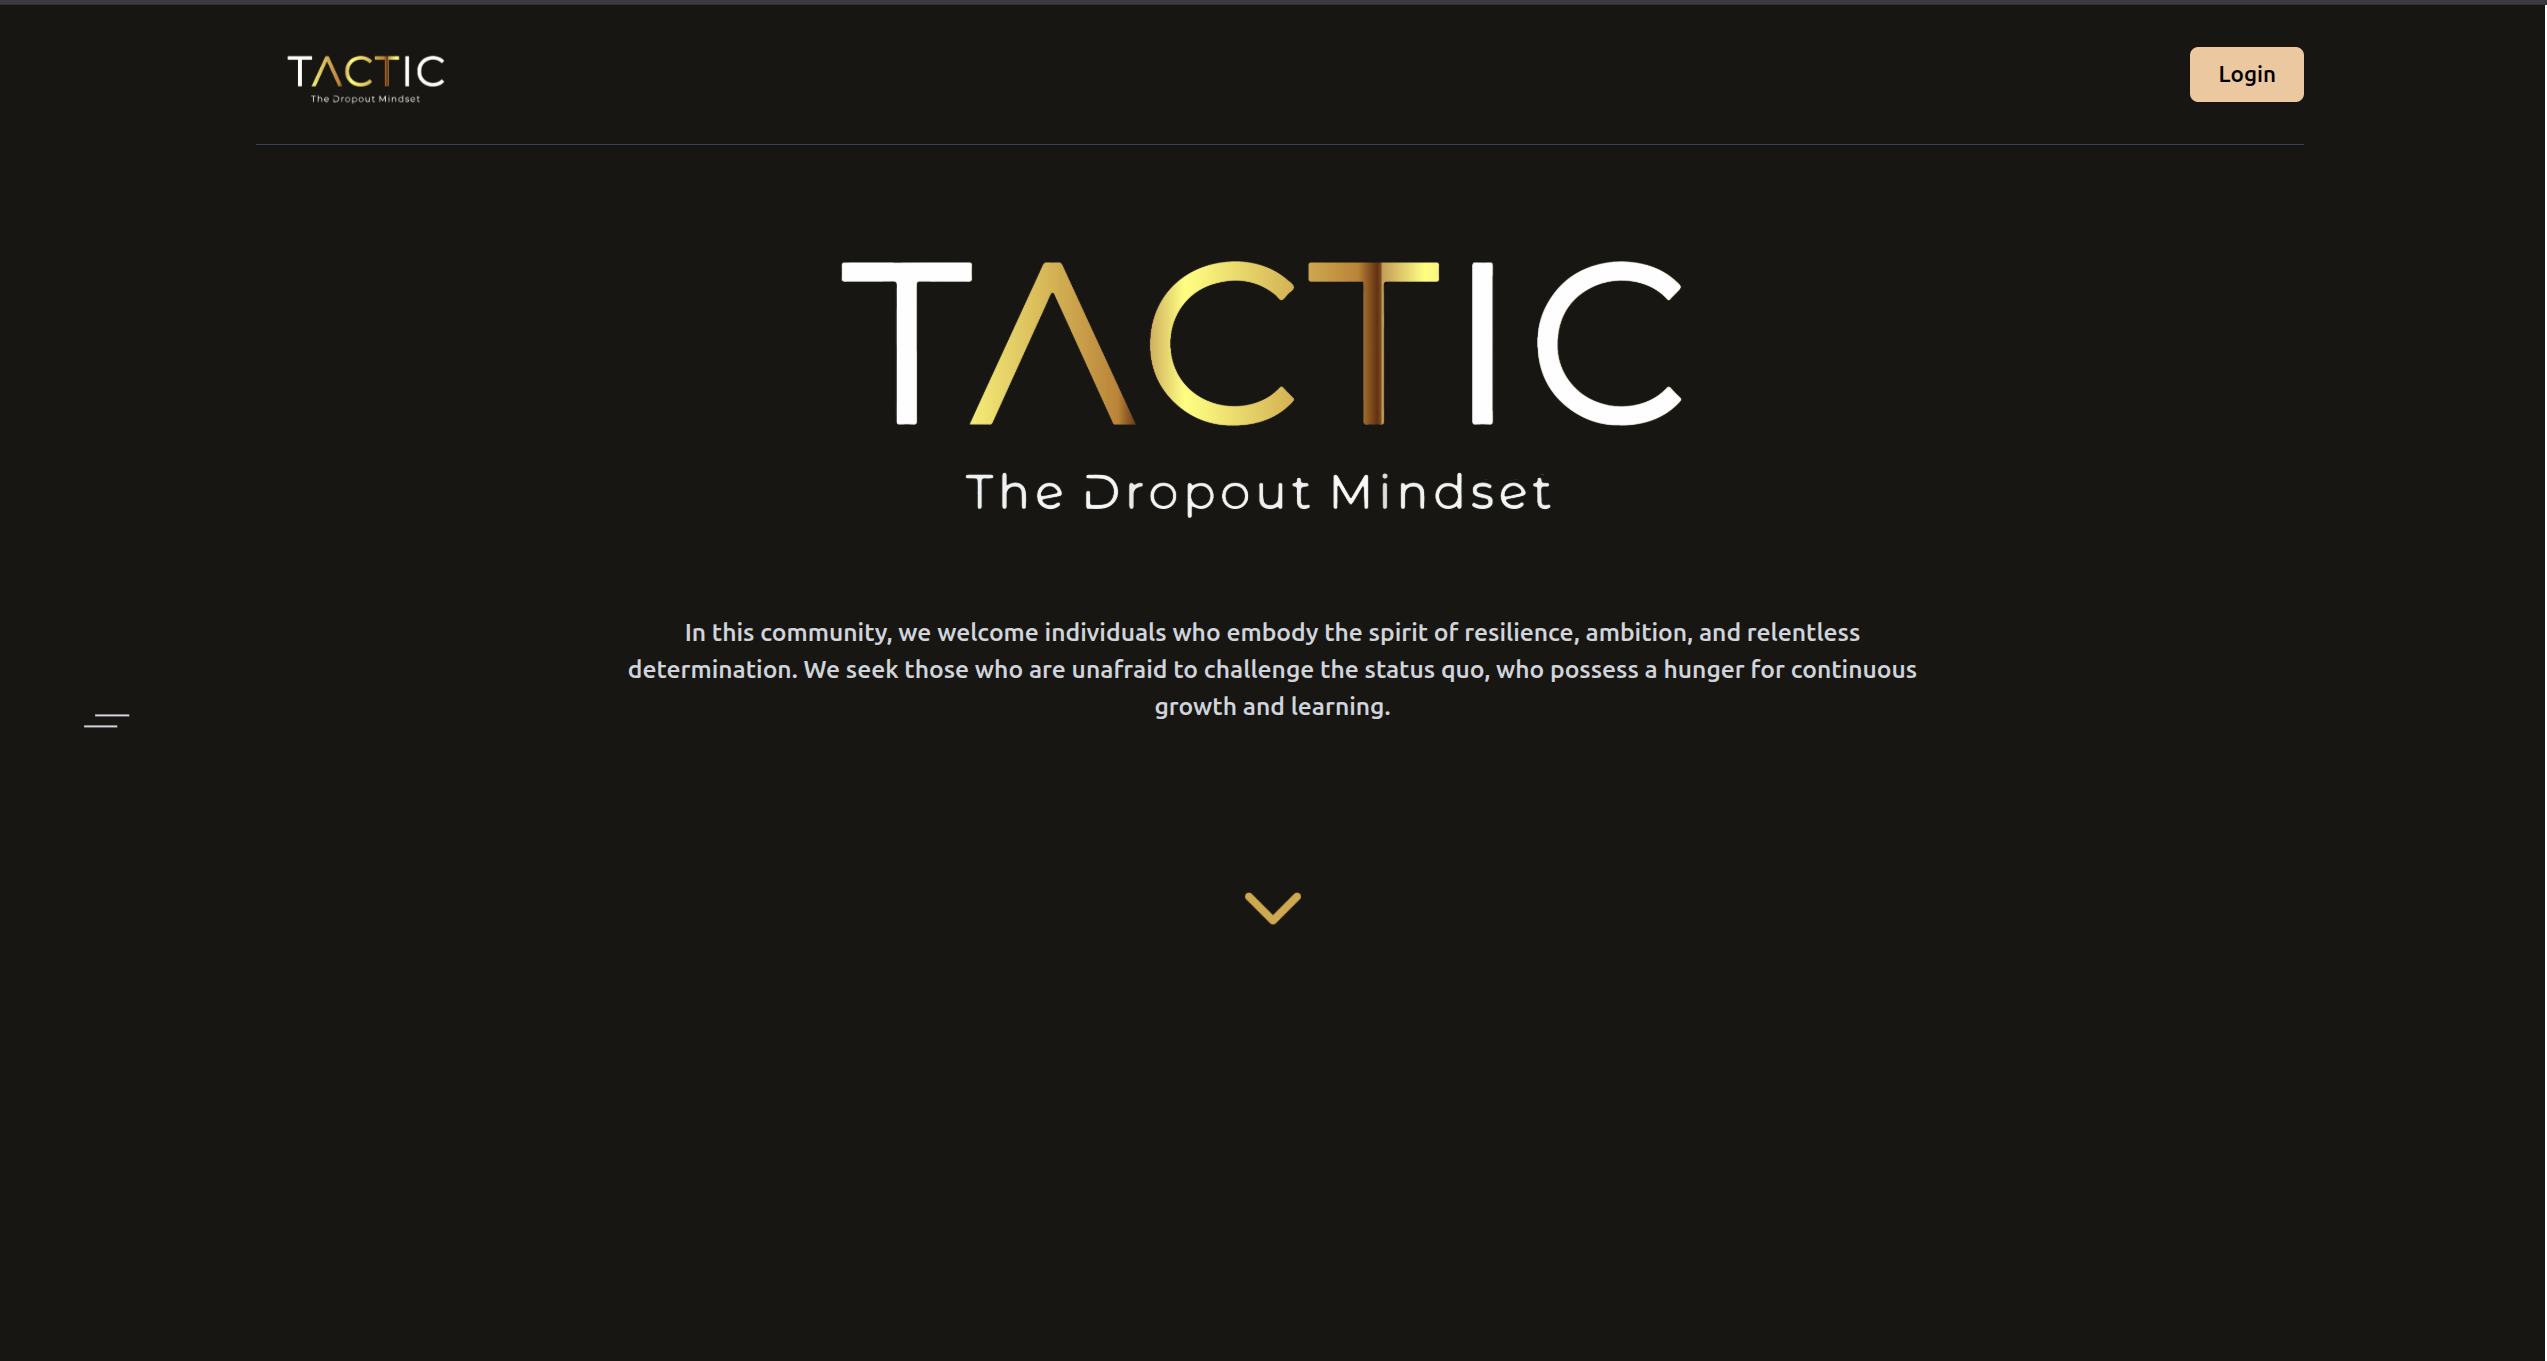 TACTIC
The Dropout Mindset
Login
TACTIC
The Dropout Mindset
In this community, we welcome individuals who embody the spirit of resilience, ambition, and relentless
determination. We seek those who are unafraid to challenge the status quo, who possess a hunger for continuous
growth and learning.